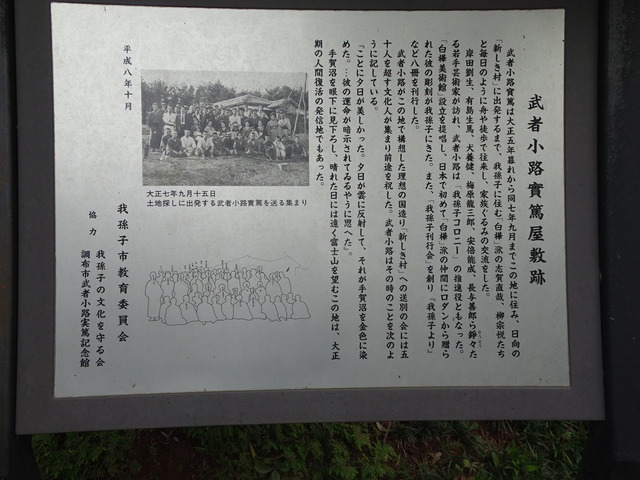 武者小路實篤屋敷跡
武者小路實篤は大正五年暮れから同七年九月までこの地に住み、日向の
「新しき村」に出発するまで、我孫子に住む「白樺」派の志賀直哉、柳宗悦たち
と毎日のように舟や徒歩で往来し、家族ぐるみの交流をした。
岸田劉生、有島生馬、犬養健、梅原龍三郎、安倍能成、長与善郎ら錚々た
る若手芸術家が訪れ、武者小路は「我孫子コロニー」の推進役ともなった。
「白樺美術館」設立を提唱し、日本で初めて「白樺」派の仲間にロダンから贈ら
れた彼の彫刻が我孫子にきた。また、「我孫子刊行会」を創り『我孫子より』
など八冊を刊行した。
武者小路がこの地で構想した理想の国造り「新しき村」への送別の会には五
十人を超す文化人が集まり前途を祝した。武者小路はその時のことを次のよ
うに記している。
「ことに夕日が美しかった。夕日が雲に反射して、それが手賀沼を金色に染
めた。…彼の運命が暗示されてゐるやうに思へた」。
手賀沼を眼下に見下ろし、晴れた日には遠く富士山を望むこの地は、大正
期の人間復活の発信地でもあった。
大正七年九月十五日
土地探しに出発する武者小路實篤を送る集まり
平成八年十月
我孫子市教育委員会
協力 我孫子の文化を守る会
調布市武者小路実篤記念館